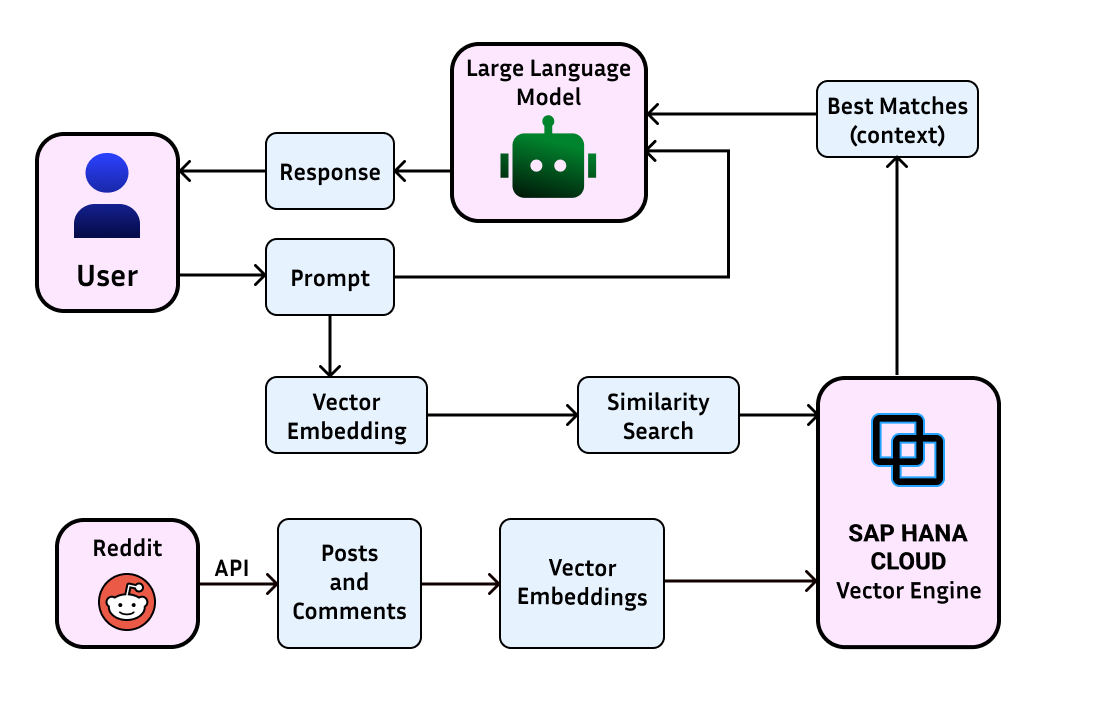 Large Language
Model
Best Matches
(context)
Response
User
Prompt
Vector
Embedding
Similarity
Search
SAP HANA
CLOUD
Vector Engine
Reddit
API
Posts
and
Comments
Vector
Embeddings